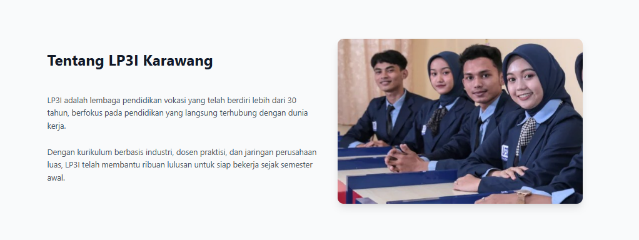 Tentang LP3I Karawang
LP3I adalah lembaga pendidikan vokasi yang telah berdiri lebih dari 30
tahun, berfokus pada pendidikan yang langsung terhubung dengan dunia
kerja.
Dengan kurikulum berbasis industri, dosen praktisi, dan jaringan perusahaan
luas, LP3I telah membantu ribuan lulusan untuk siap bekerja sejak semester
awal.